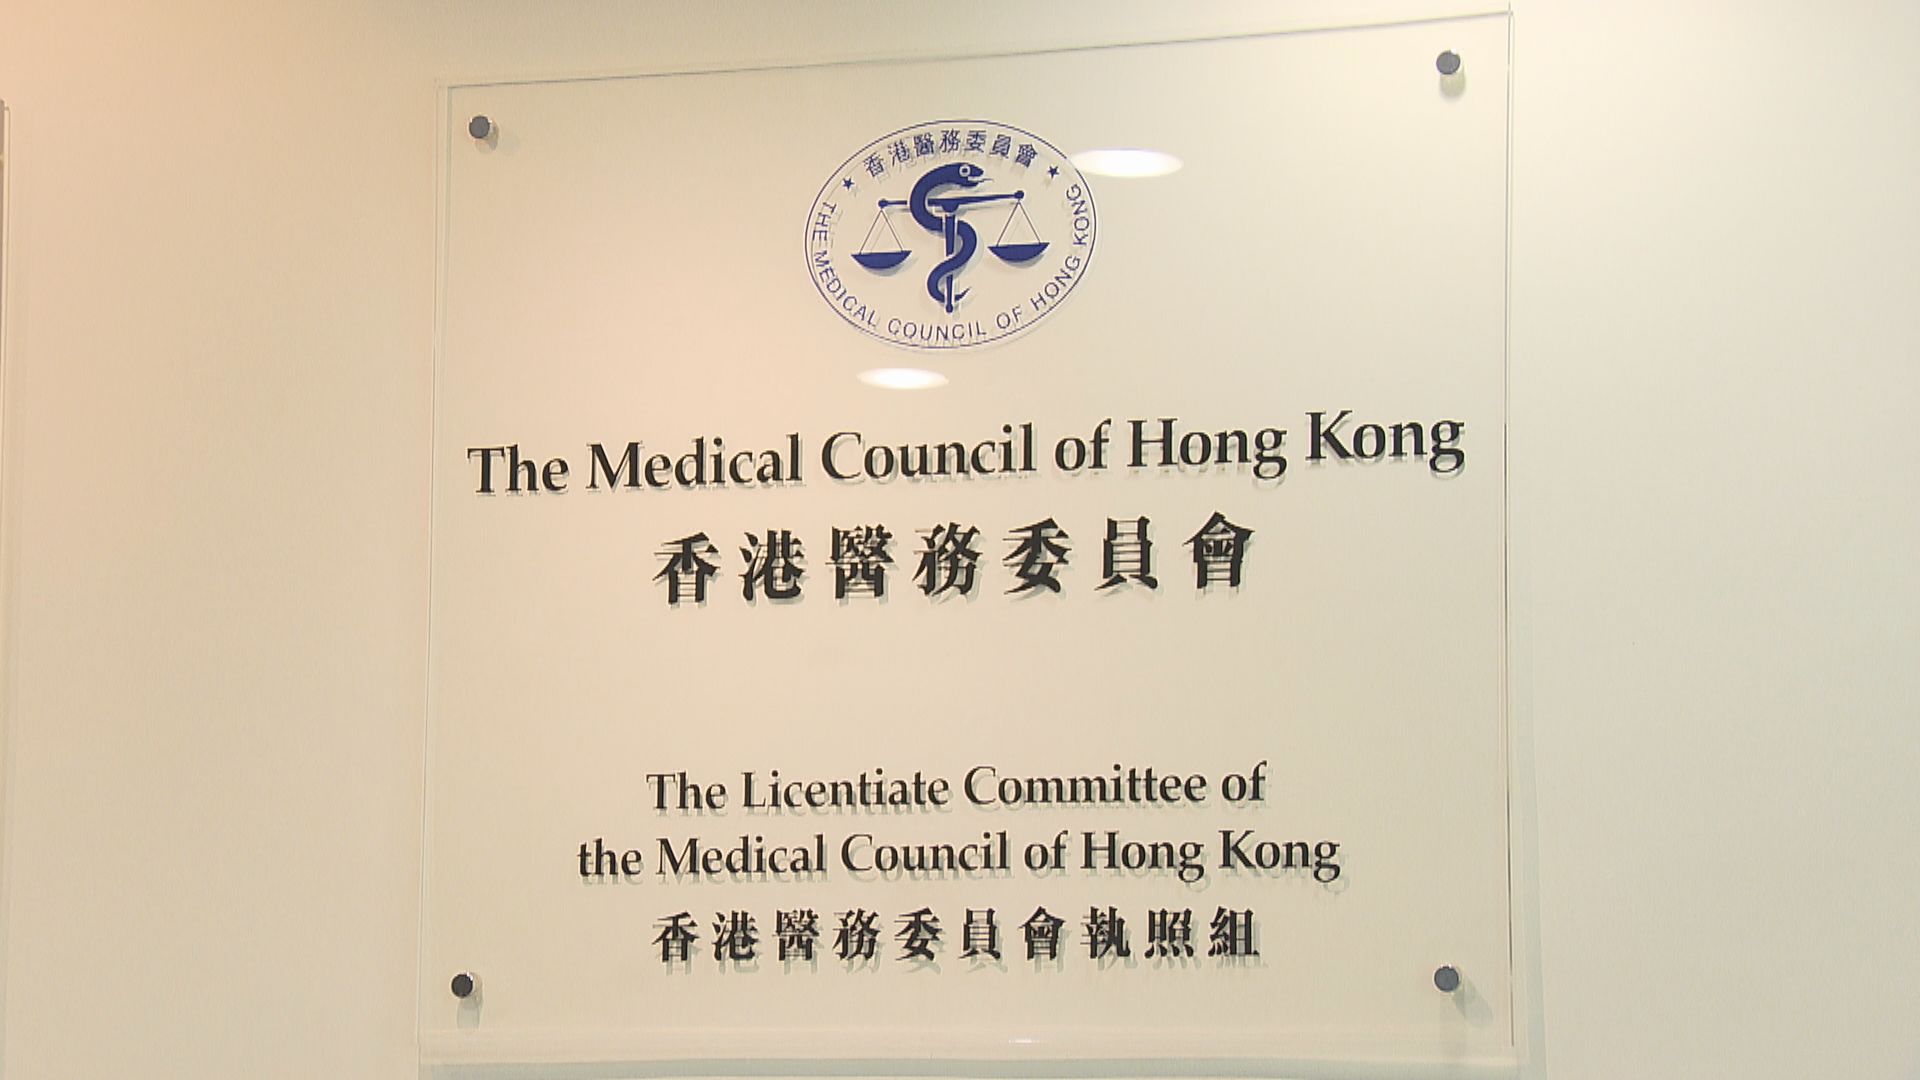 香港醫務委員會
THE MEDICAL COUNCIL OF HONG KONG
The Medical Council of Hong Kong
香港醫務委員會
The Licentiate Committee of
the Medical Council of Hong Kong
香港醫務委員會執照組